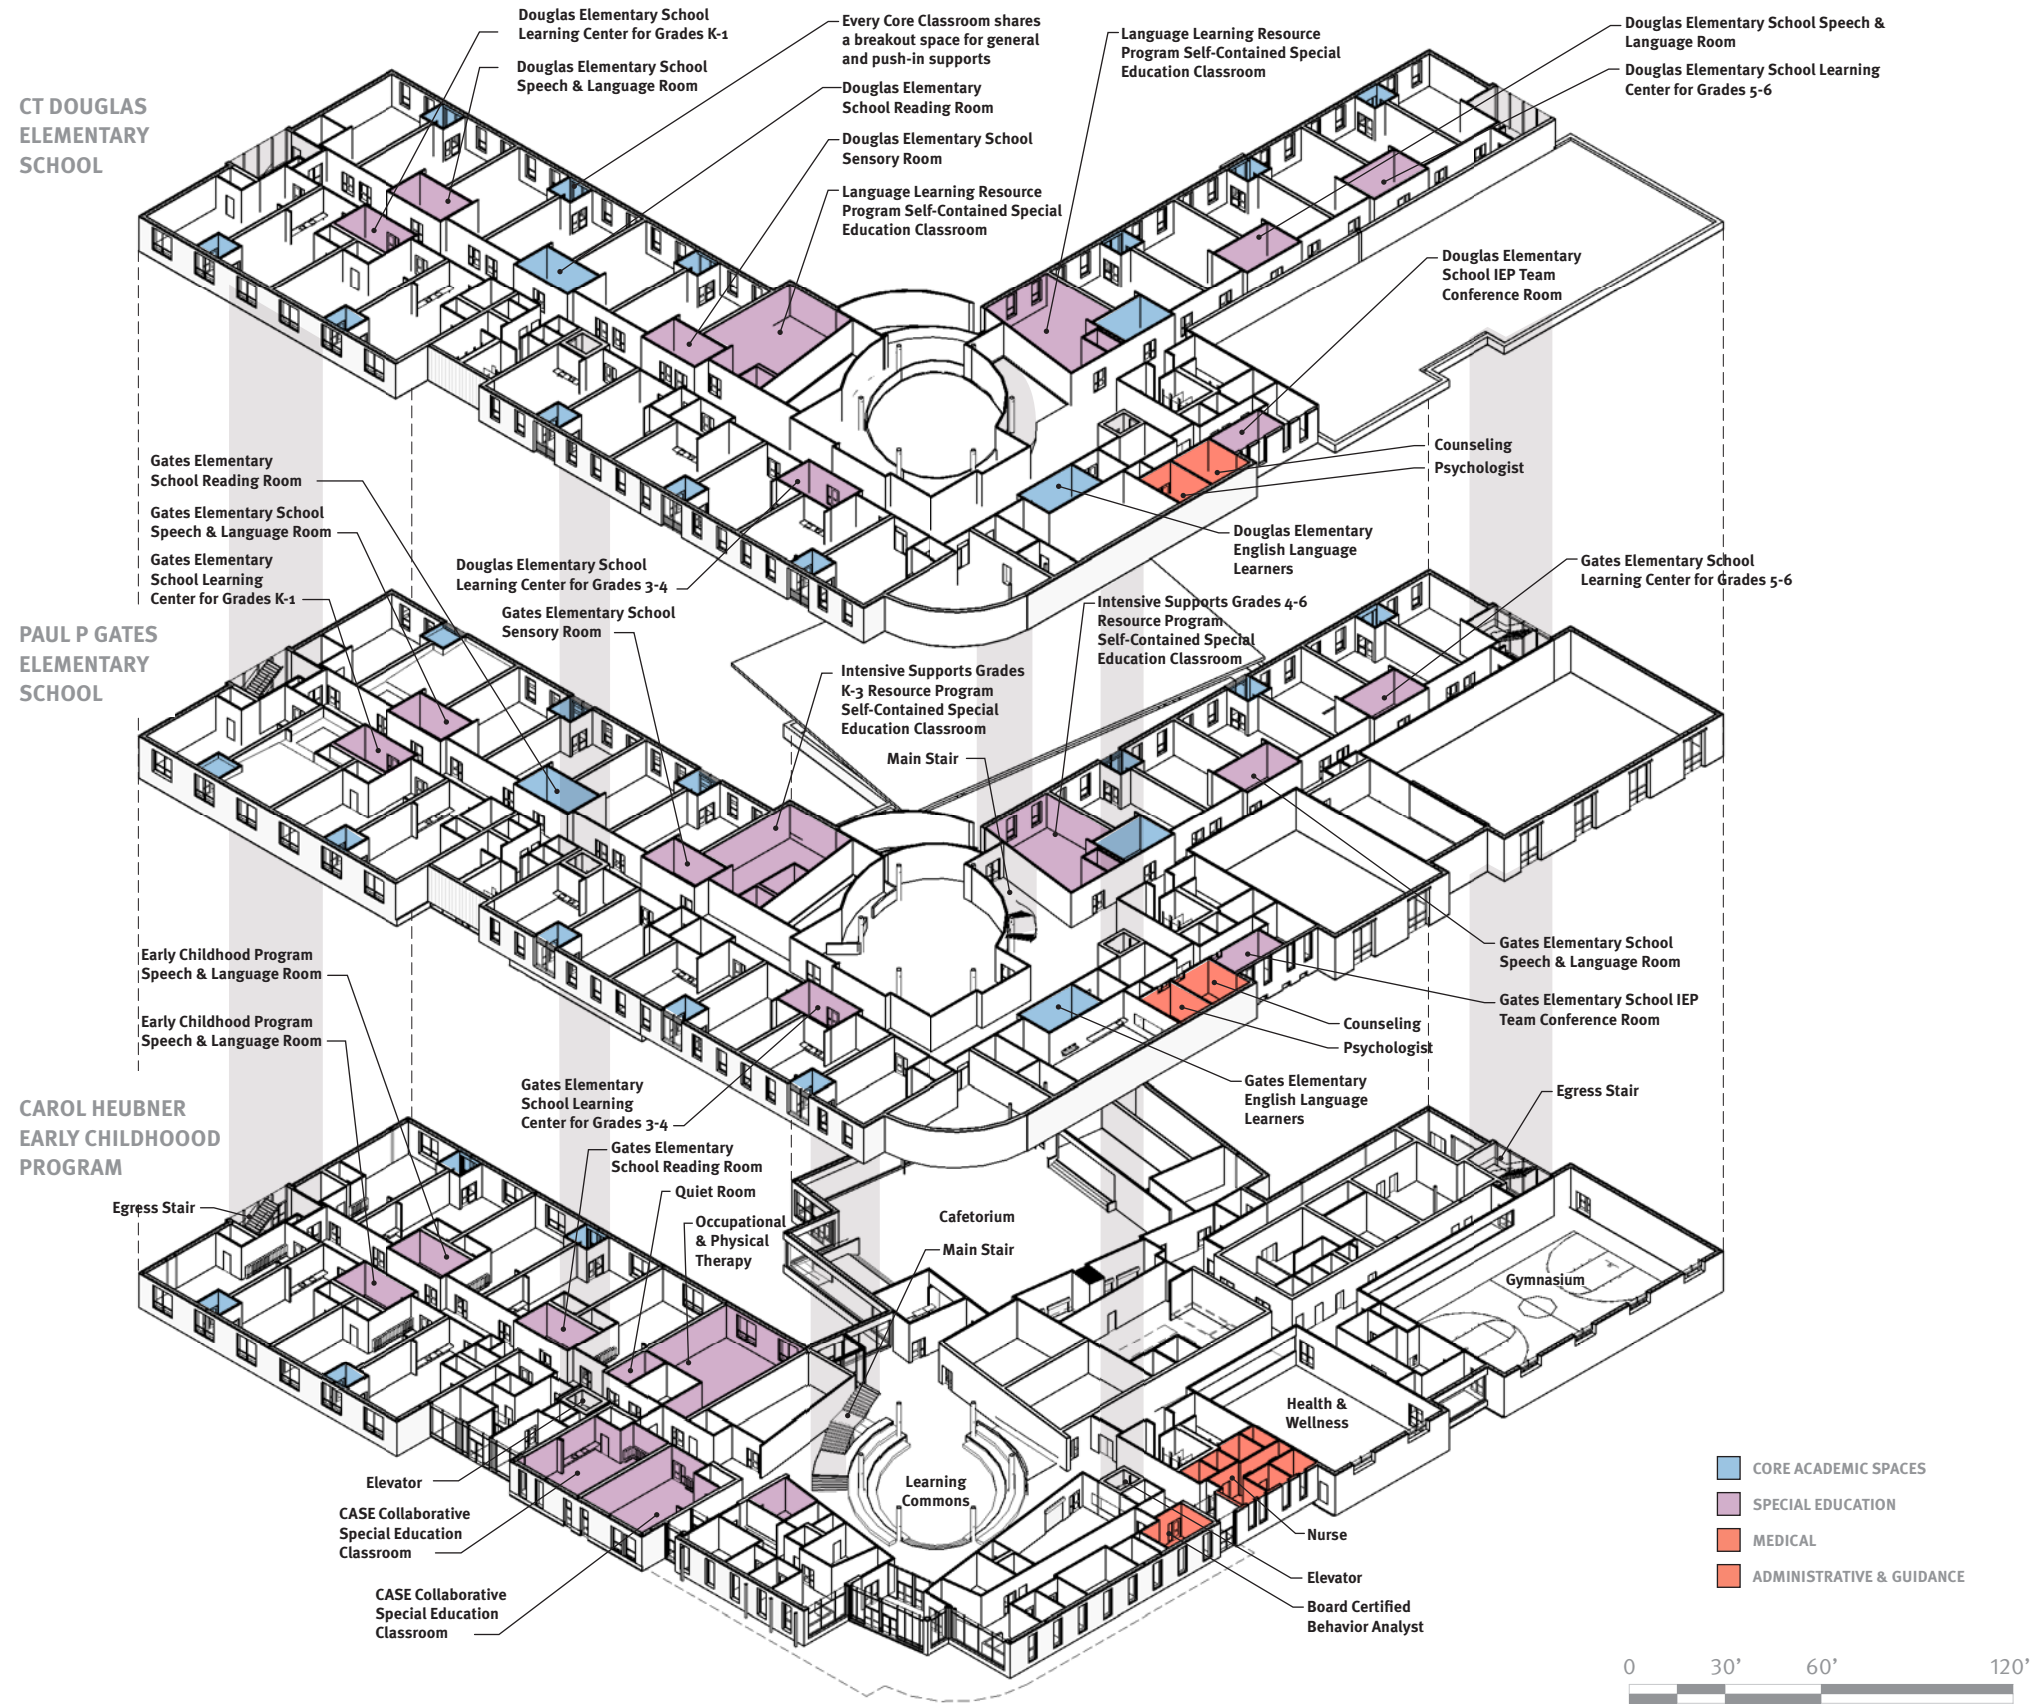 CT DOUGLAS
ELEMENTARY
SCHOOL
Douglas Elementary School
Learning Center for Grades K-1
Douglas Elementary School
Speech & Language Room
Every Core Classroom shares
a breakout space for general
and push-in supports
Douglas Elementary
School Reading Room
Douglas Elementary School
Sensory Room
Language Learning Resource
Program Self-Contained Special
Education Classroom
Language Learning Resource
Program Self-Contained Special
Education Classroom
Douglas Elementary School Speech &
Language Room
Douglas Elementary School Learning
Center for Grades 5-6
Douglas Elementary
School IEP Team
Conference Room
Counseling
Psychologist
Douglas Elementary
English Language
Learners
Douglas Elementary School
Learning Center for Grades 3-4
PAUL P GATES
ELEMENTARY
SCHOOL
Gates Elementary
School Reading Room
Gates Elementary School
Speech & Language Room
Gates Elementary
School Learning
Center for Grades K-1
Gates Elementary School
Sensory Room
Intensive Supports Grades
K-3 Resource Program
Self-Contained Special
Education Classroom
Main Stair
Intensive Supports Grades 4-6
Resource Program
Self-Contained Special
Education Classroom
Gates Elementary School
Learning Center for Grades 5-6
Gates Elementary School
Speech & Language Room
Gates Elementary School IEP
Team Conference Room
Counseling
Psychologist
Gates Elementary
English Language
Learners
Gates Elementary
School Learning
Center for Grades 3-4
CAROL HEUBNER
EARLY CHILDHOOOD
PROGRAM
Early Childhood Program
Speech & Language Room
Early Childhood Program
Speech & Language Room
Egress Stair
Gates Elementary
School Reading Room
Quiet Room
Occupational
& Physical
Therapy
Cafetorium
Main Stair
Egress Stair
Gymnasium
Health &
Wellness
Learning
Commons
Elevator
CASE Collaborative
Special Education
Classroom
CASE Collaborative
Special Education
Classroom
Nurse
Elevator
Board Certified
Behavior Analyst
CORE ACADEMIC SPACES
SPECIAL EDUCATION
MEDICAL
ADMINISTRATIVE & GUIDANCE
0 30' 60' 120'